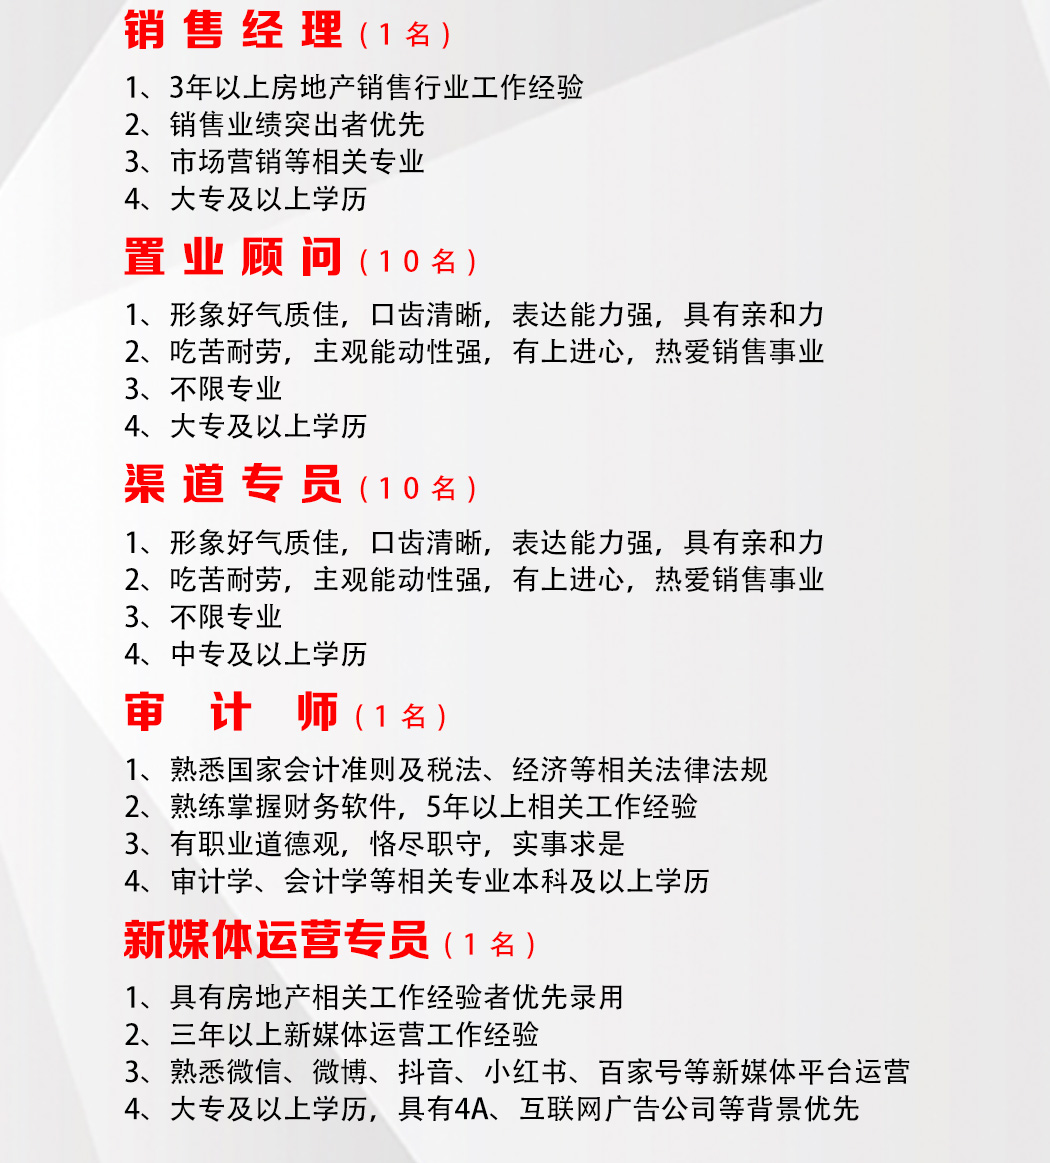 销售经理(1名)
1、3年以上房地产销售行业工作经验
2、销售业绩突出者优先
3、市场营销等相关专业
4、大专及以上学历
置业顾问(10名)
1、形象好气质佳，口齿清晰，表达能力强，具有亲和力
2、吃苦耐劳，主观能动性强，有上进心，热爱销售事业
3、不限专业
4、大专及以上学历
渠道专员(10名)
1、形象好气质佳，口齿清晰，表达能力强，具有亲和力
2、吃苦耐劳，主观能动性强，有上进心，热爱销售事业
3、不限专业
4、中专及以上学历
审计师(1名)
1、熟悉国家会计准则及税法、经济等相关法律法规
2、熟练掌握财务软件，5年以上相关工作经验
3、有职业道德观，恪尽职守，实事求是
4、审计学、会计学等相关专业本科及以上学历
新媒体运营专员(1名)
1、具有房地产相关工作经验者优先录用
2、三年以上新媒体运营工作经验
3、熟悉微信、微博、抖音、小红书、百家号等新媒体平台运营
4、大专及以上学历，具有4A、互联网广告公司等背景优先